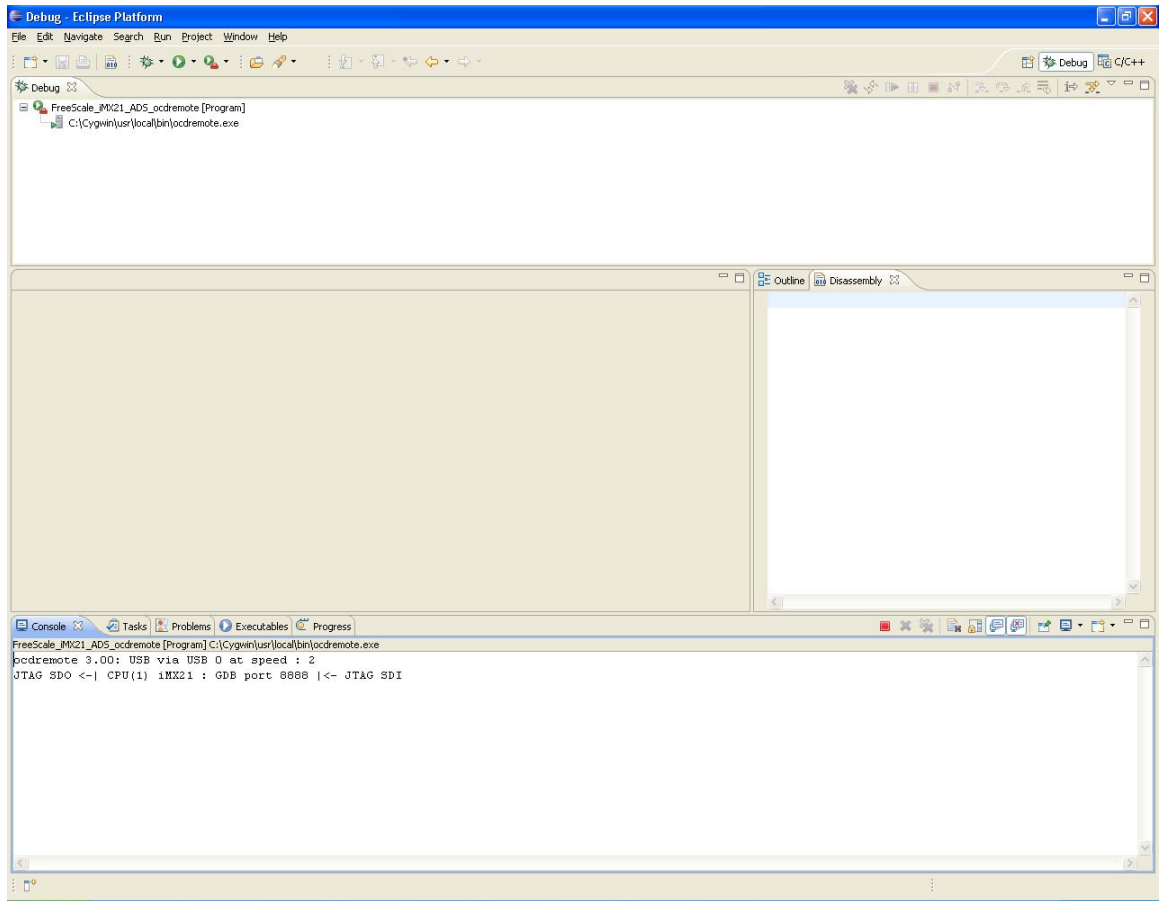 Debug - Eclipse Platform
File Edit Navigate Search Run Project Window Help
Debug C/C++
Debug
FreeScale_iMX21_ADS_ocdremote [Program]
C:\Cygwin\usr\local\bin\ocdremote.exe
Outline Disassembly
Console Tasks Problems Executables Progress
FreeScale_iMX21_ADS_ocdremote [Program] C:\Cygwin\usr\local\bin\ocdremote.exe
ocdremote 3.00: USB via USB 0 at speed : 2
JTAG SDO <-| CPU(1) iMX21 : GDB port 8888 |<- JTAG SDI